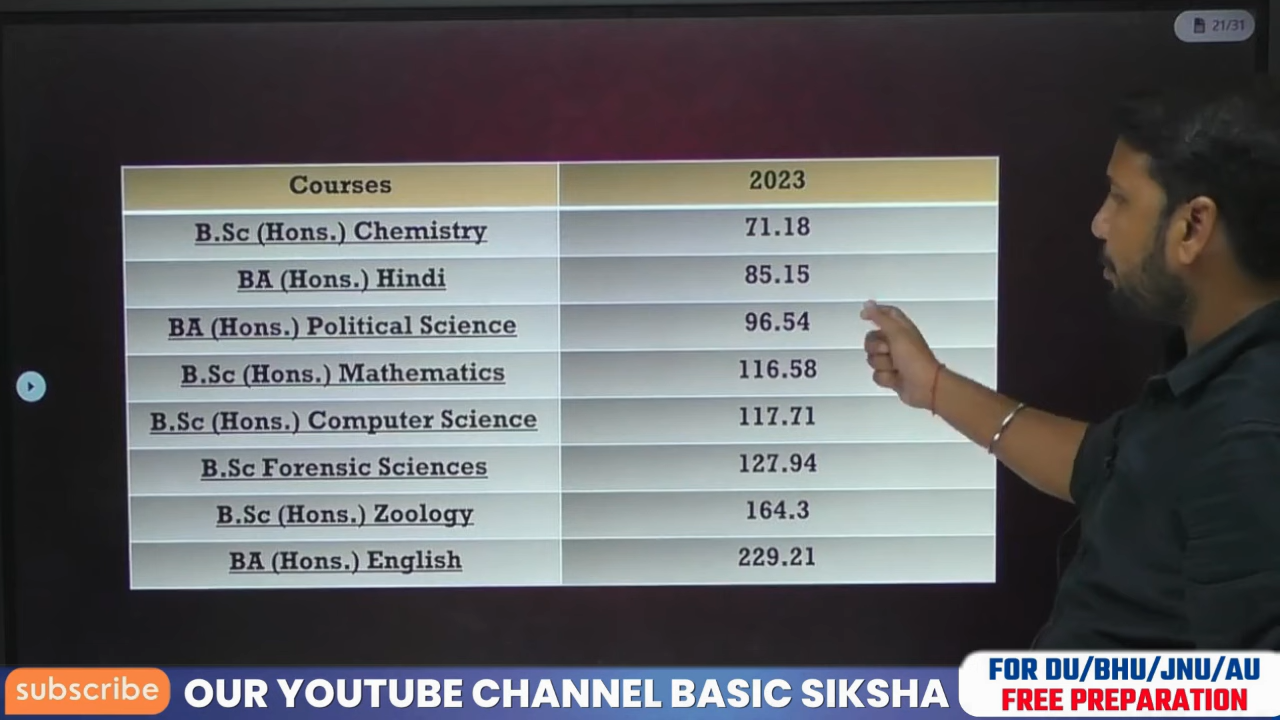 21/31
Courses 2023
B.Sc (Hons.) Chemistry 71.18
BA (Hons.) Hindi 85.15
BA (Hons.) Political Science 96.54
B.Sc (Hons.) Mathematics 116.58
B.Sc (Hons.) Computer Science 117.71
B.Sc Forensic Sciences 127.94
B.Sc (Hons.) Zoology 164.3
BA (Hons.) English 229.21
subscribe OUR YOUTUBE CHANNEL BASIC SIKSHA
FOR DU/BHU/JNU/AU
FREE PREPARATION